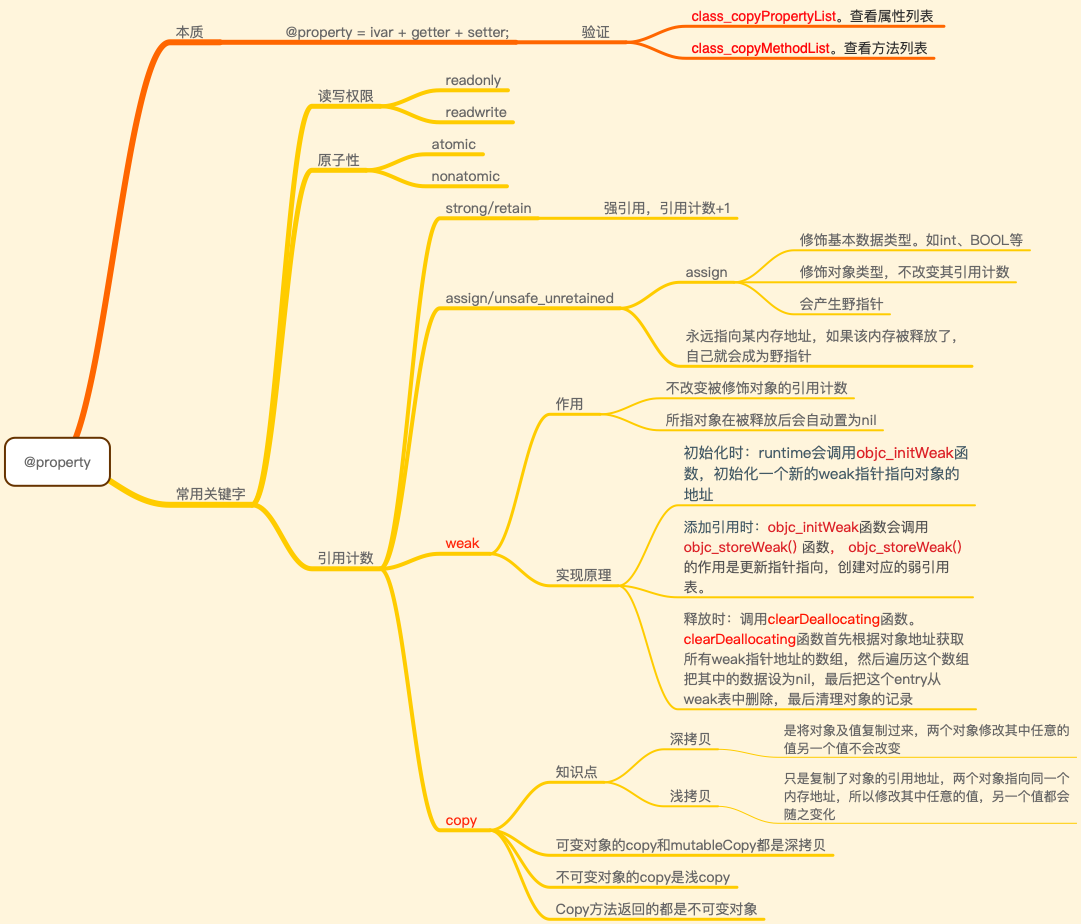 @property
本质
@property = ivar + getter + setter;
验证
class_copyPropertyList。查看属性列表
class_copyMethodList。查看方法列表
常用关键字
读写权限
readonly
readwrite
原子性
atomic
nonatomic
引用计数
strong/retain
强引用，引用计数+1
assign/unsafe_unretained
assign
修饰基本数据类型。如int、BOOL等
修饰对象类型，不改变其引用计数
会产生野指针
永远指向某内存地址，如果该内存被释放了，
自己就会成为野指针
weak
作用
不改变被修饰对象的引用计数
所指对象在被释放后会自动置为nil
实现原理
初始化时：runtime会调用objc_initWeak函
数，初始化一个新的weak指针指向对象的
地址
添加引用时：objc_initWeak函数会调用
objc_storeWeak() 函数， objc_storeWeak()
的作用是更新指针指向，创建对应的弱引用
表。
释放时：调用clearDeallocating函数。
clearDeallocating函数首先根据对象地址获取
所有weak指针地址的数组，然后遍历这个数组
把其中的数据设为nil，最后把这个entry从
weak表中删除，最后清理对象的记录
copy
知识点
深拷贝
是将对象及值复制过来，两个对象修改其中任意的
值另一个值不会改变
浅拷贝
只是复制了对象的引用地址，两个对象指向同一个
内存地址，所以修改其中任意的值，另一个值都会
随之变化
可变对象的copy和mutableCopy都是深拷贝
不可变对象的copy是浅copy
Copy方法返回的都是不可变对象